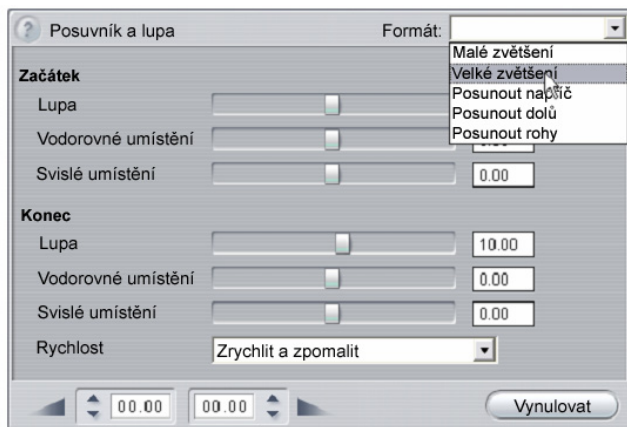 ? Posuvník a lupa Formát:
Malé zvětšení
Velké zvětšení
Posunout napříč
Posunout dolů
Posunout rohy
Začátek
Lupa
Vodorovné umístění
Svislé umístění 0.00
Konec
Lupa 10.00
Vodorovné umístění 0.00
Svislé umístění 0.00
Rychlost Zrychlit a zpomalit
00.00 00.00 Vynulovat